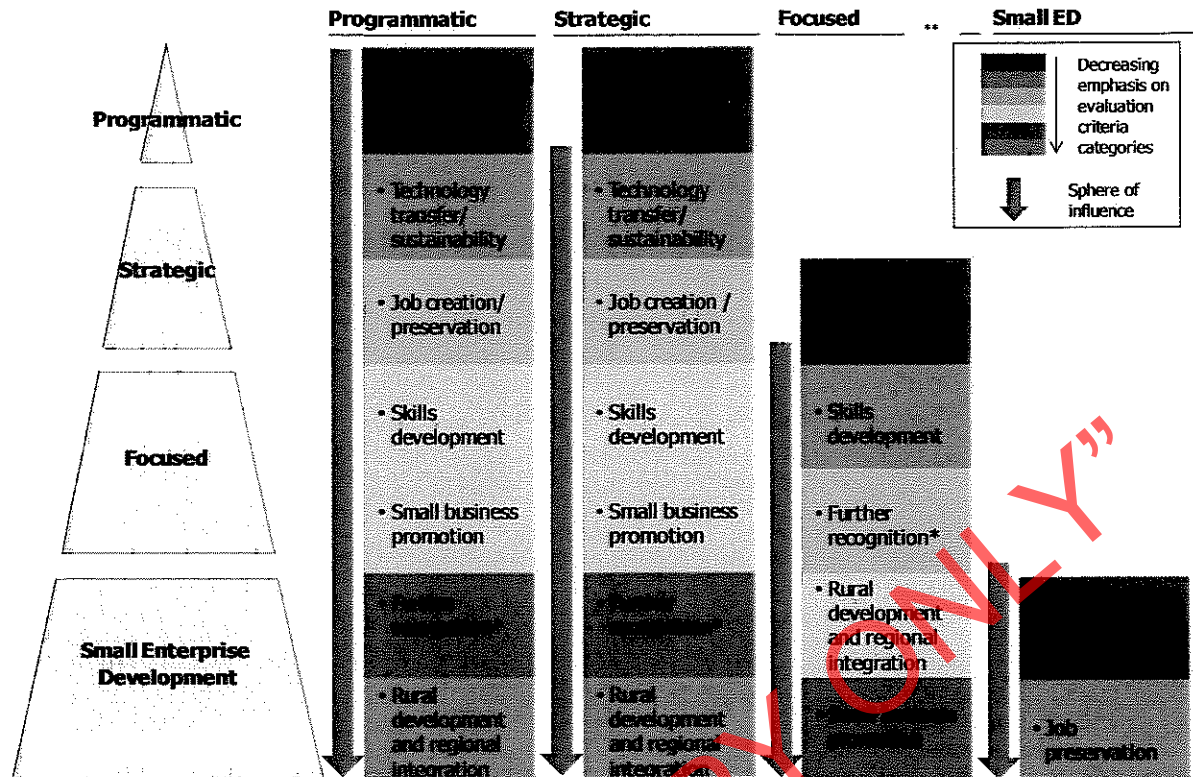 Programmatic
Strategic
Focused
**
Small ED
Decreasing
emphasis on
evaluation
criteria
categories
Sphere of
influence
Programmatic
Strategic
Focused
Small Enterprise
Development
• Technology
transfer/
sustainability
• Job creation/
preservation
• Skills
development
• Small business
promotion
• Rural
development
and regional
integration
• Technology
transfer/
sustainability
• Job creation /
preservation
• Skills
development
• Small business
promotion
• Rural
development
and regional
integration
• Skills
development
• Further
recognition*
• Rural
development
and regional
integration
• Job
preservation
ONLY”